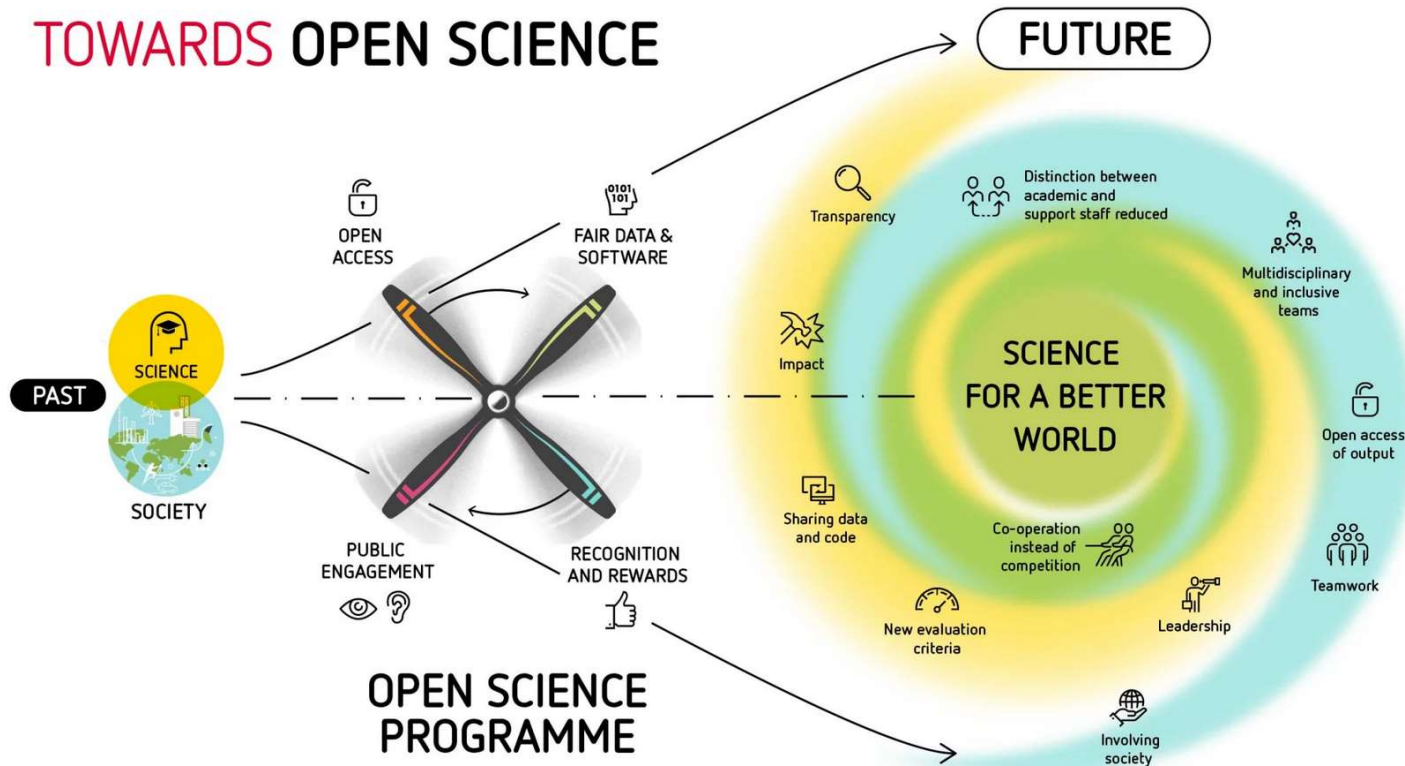 TOWARDS OPEN SCIENCE
FUTURE
PAST
SCIENCE
SOCIETY
OPEN
ACCESS
0101
101
FAIR DATA &
SOFTWARE
PUBLIC
ENGAGEMENT
RECOGNITION
AND REWARDS
OPEN SCIENCE
PROGRAMME
Transparency
Distinction between
academic and
support staff reduced
Multidisciplinary
and inclusive
teams
Impact
SCIENCE
FOR A BETTER
WORLD
Open access
of output
Sharing data
and code
Co-operation
instead of
competition
Teamwork
New evaluation
criteria
Leadership
Involving
society